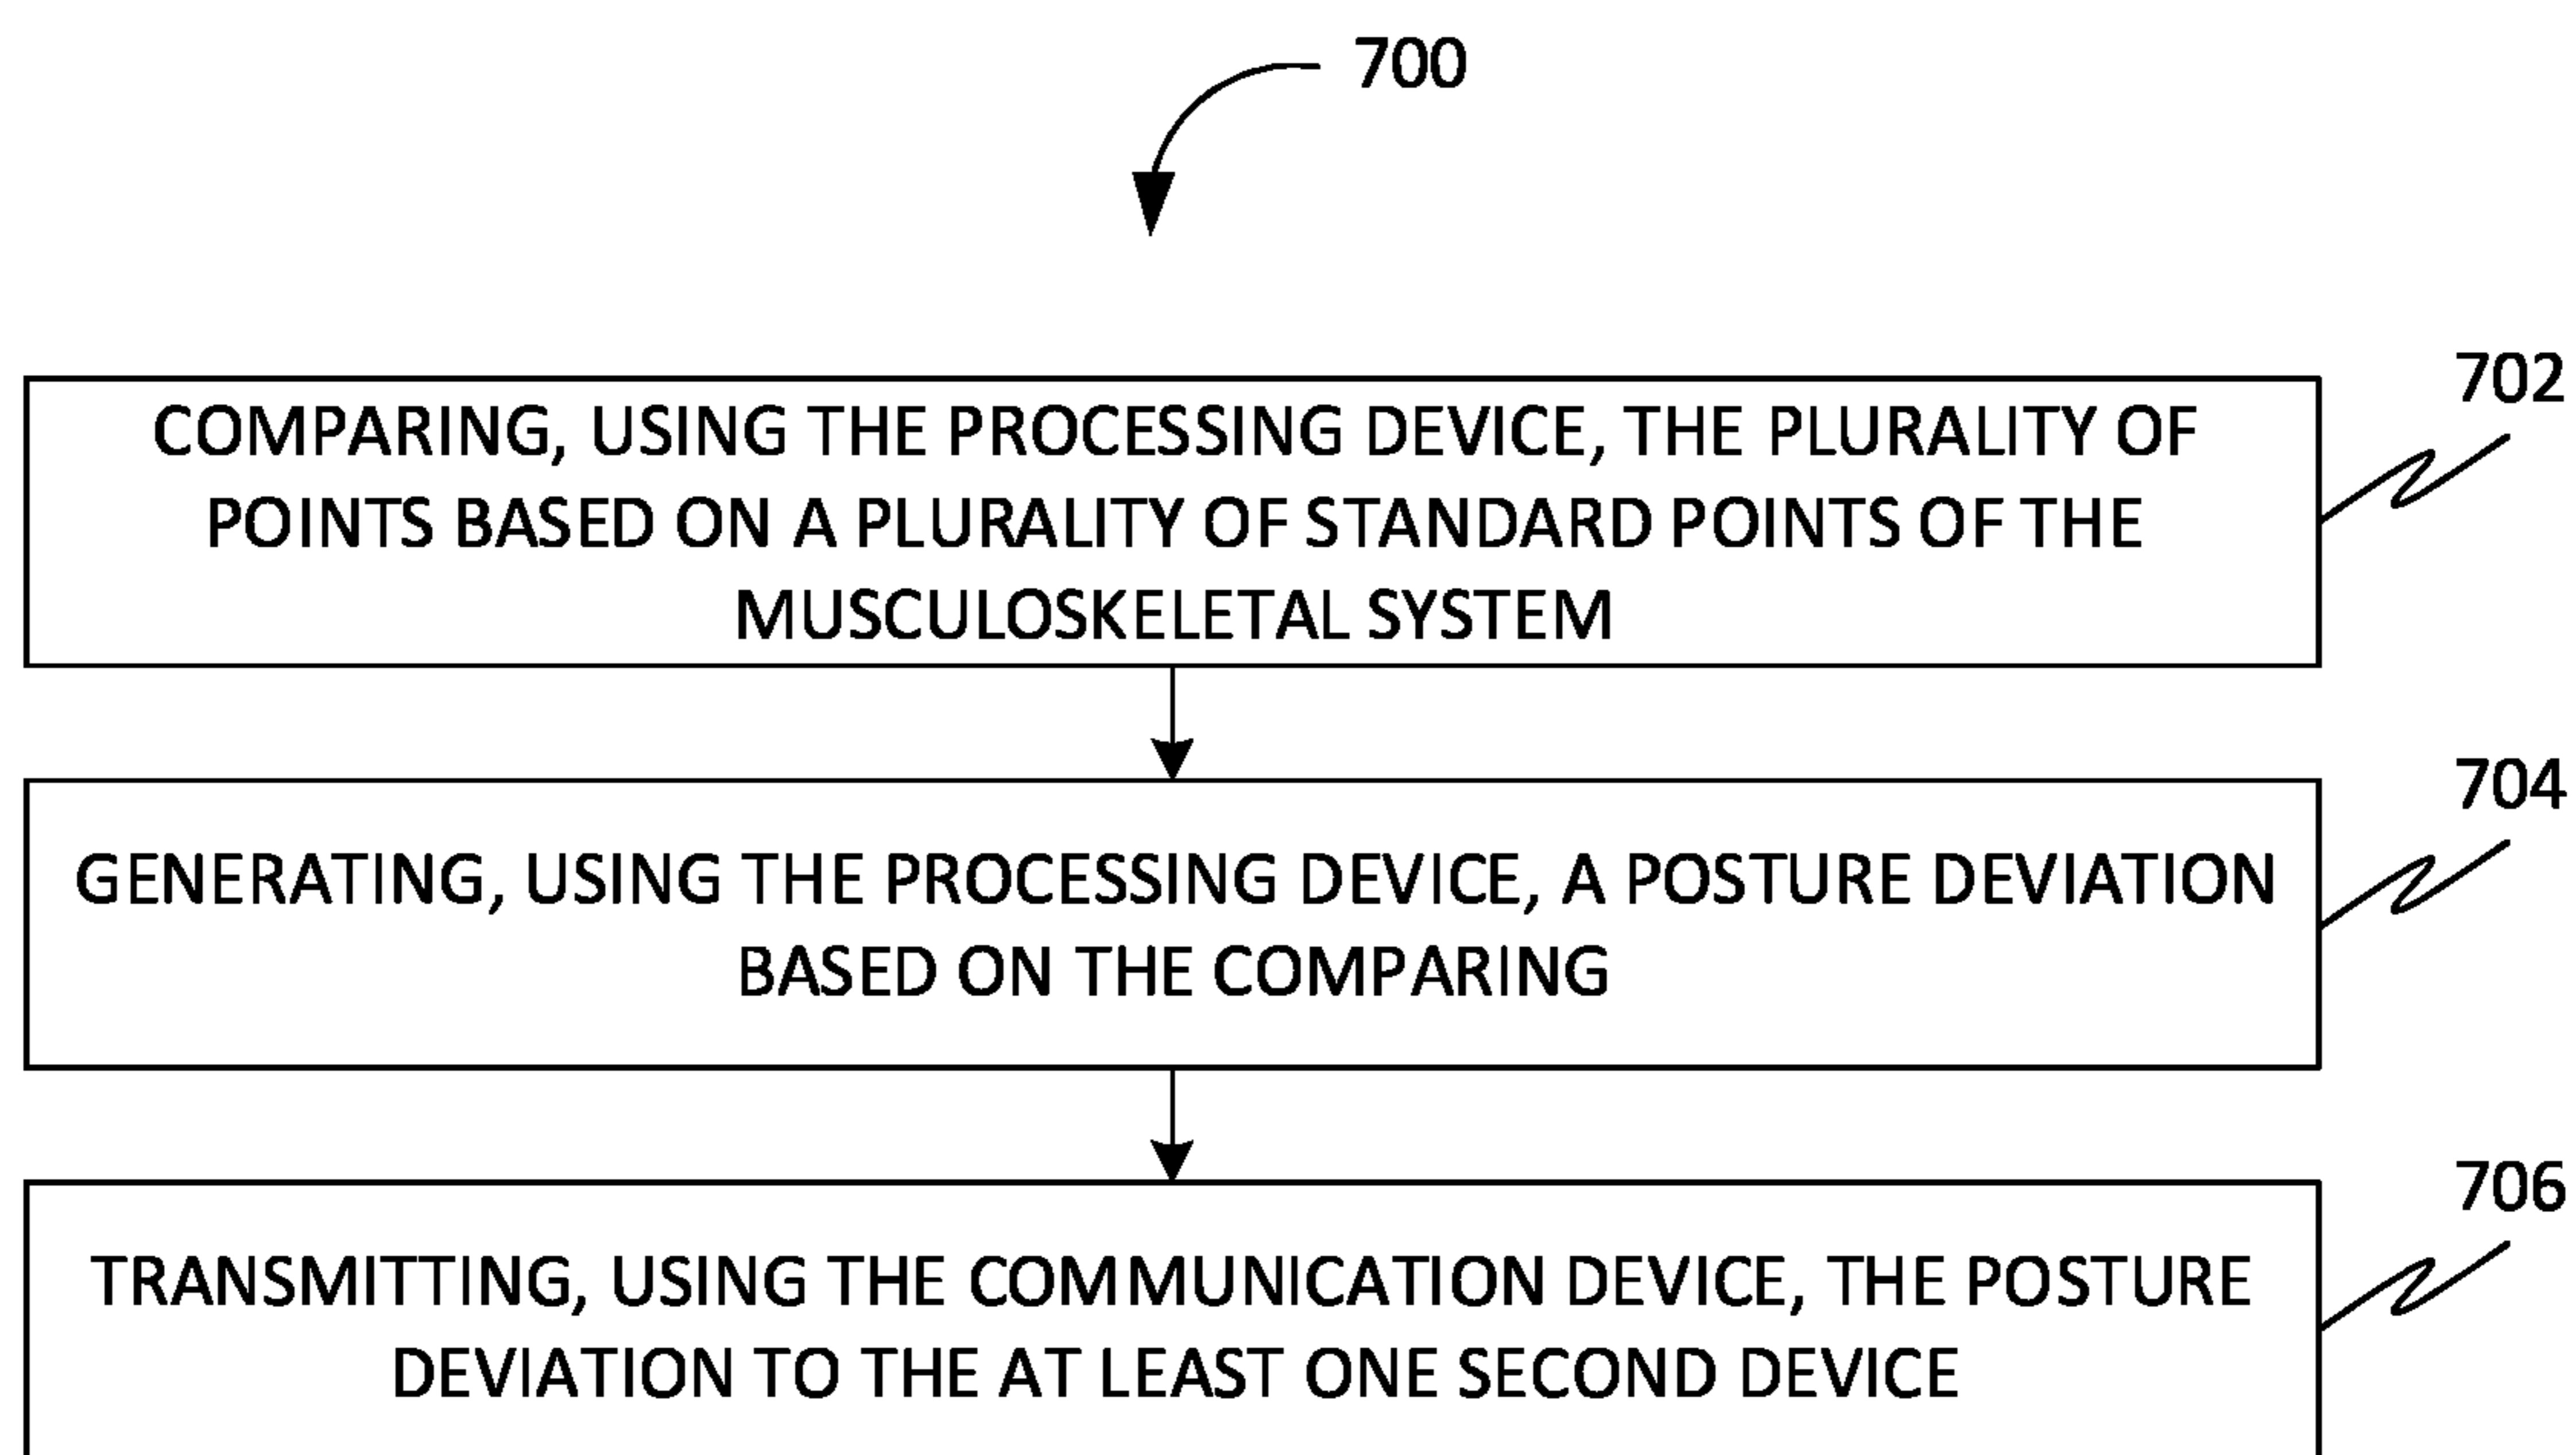 700
702
COMPARING, USING THE PROCESSING DEVICE, THE PLURALITY OF
POINTS BASED ON A PLURALITY OF STANDARD POINTS OF THE
MUSCULOSKELETAL SYSTEM
704
GENERATING, USING THE PROCESSING DEVICE, A POSTURE DEVIATION
BASED ON THE COMPARING
706
TRANSMITTING, USING THE COMMUNICATION DEVICE, THE POSTURE
DEVIATION TO THE AT LEAST ONE SECOND DEVICE